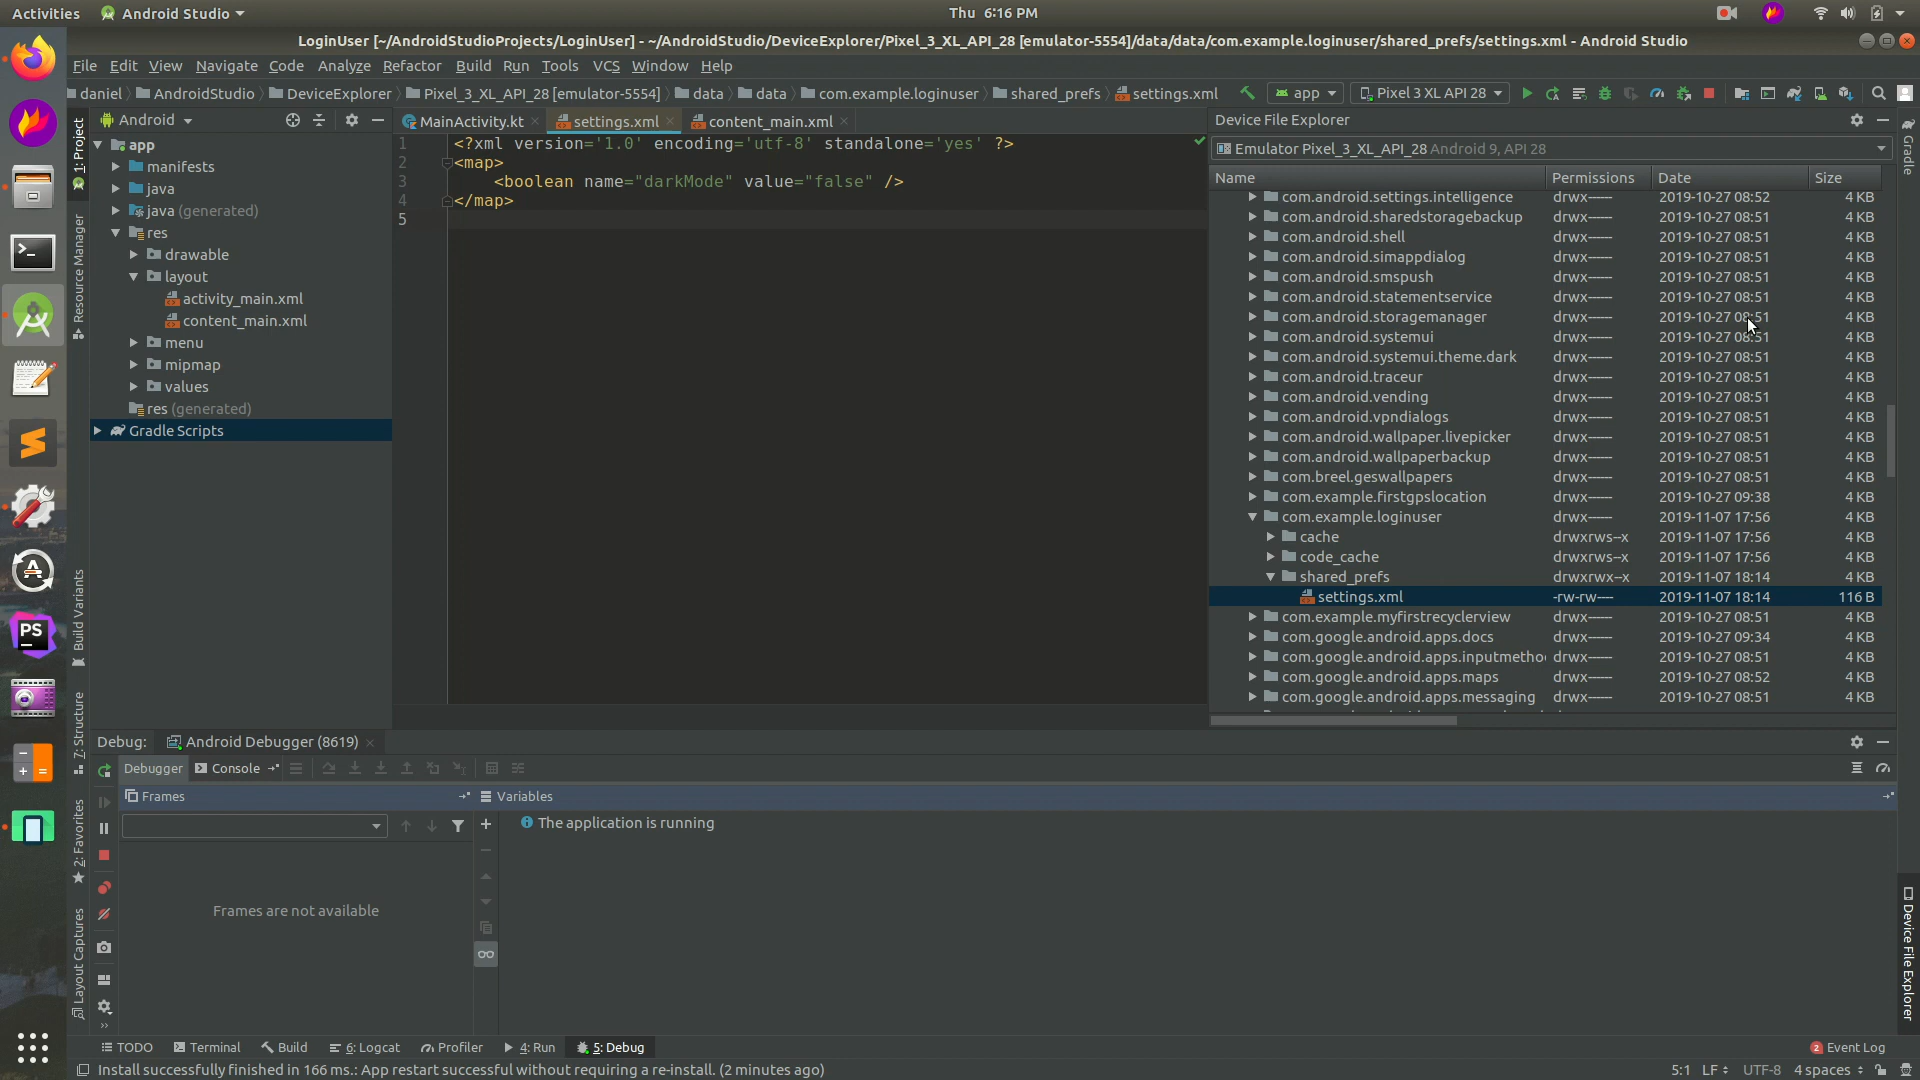 Activities
Android Studio
Thu 6:16 PM
LoginUser [~/AndroidStudioProjects/LoginUser] - ~/AndroidStudio/DeviceExplorer/Pixel_3_XL_API_28 [emulator-5554]/data/data/com.example.loginuser/shared_prefs/settings.xml - Android Studio
File Edit View Navigate Code Analyze Refactor Build Run Tools VCS Window Help
daniel AndroidStudio DeviceExplorer Pixel_3_XL_API_28 [emulator-5554] data data com.example.loginuser shared_prefs settings.xml
app
Pixel 3 XL API 28
1: Project
Resource Manager
Build Variants
7: Structure
2: Favorites
Layout Captures
Android
app
manifests
java
java (generated)
res
drawable
layout
activity_main.xml
content_main.xml
menu
mipmap
values
res (generated)
Gradle Scripts
MainActivity.kt
settings.xml
content_main.xml
1 <?xml version='1.0' encoding='utf-8' standalone='yes' ?>
2 <map>
3 <boolean name="darkMode" value="false" />
4 </map>
5
Device File Explorer
Emulator Pixel_3_XL_API_28 Android 9, API 28
Name Permissions Date Size
com.android.settings.intelligence drwx------ 2019-10-27 08:52 4 KB
com.android.sharedstoragebackup drwx------ 2019-10-27 08:51 4 KB
com.android.shell drwx------ 2019-10-27 08:51 4 KB
com.android.simappdialog drwx------ 2019-10-27 08:51 4 KB
com.android.smspush drwx------ 2019-10-27 08:51 4 KB
com.android.statementservice drwx------ 2019-10-27 08:51 4 KB
com.android.storagemanager drwx------ 2019-10-27 08:51 4 KB
com.android.systemui drwx------ 2019-10-27 08:51 4 KB
com.android.systemui.theme.dark drwx------ 2019-10-27 08:51 4 KB
com.android.traceur drwx------ 2019-10-27 08:51 4 KB
com.android.vending drwx------ 2019-10-27 08:51 4 KB
com.android.vpndialogs drwx------ 2019-10-27 08:51 4 KB
com.android.wallpaper.livepicker drwx------ 2019-10-27 08:51 4 KB
com.android.wallpaperbackup drwx------ 2019-10-27 08:51 4 KB
com.breel.geswallpapers drwx------ 2019-10-27 08:51 4 KB
com.example.firstgpslocation drwx------ 2019-10-27 09:38 4 KB
com.example.loginuser drwx------ 2019-11-07 17:56 4 KB
cache drwxrws--x 2019-11-07 17:56 4 KB
code_cache drwxrws--x 2019-11-07 17:56 4 KB
shared_prefs drwxrwx--x 2019-11-07 18:14 4 KB
settings.xml -rw-rw---- 2019-11-07 18:14 116 B
com.example.myfirstrecyclerview drwx------ 2019-10-27 08:51 4 KB
com.google.android.apps.docs drwx------ 2019-10-27 09:34 4 KB
com.google.android.apps.inputmetho drwx------ 2019-10-27 08:51 4 KB
com.google.android.apps.maps drwx------ 2019-10-27 08:52 4 KB
com.google.android.apps.messaging drwx------ 2019-10-27 08:51 4 KB
Gradle
Device File Explorer
Debug: Android Debugger (8619)
Debugger Console
Frames
Variables
The application is running
Frames are not available
TODO Terminal Build 6: Logcat Profiler 4: Run 5: Debug
2 Event Log
Install successfully finished in 166 ms.: App restart successful without requiring a re-install. (2 minutes ago)
5:1 LF UTF-8 4 spaces
PS